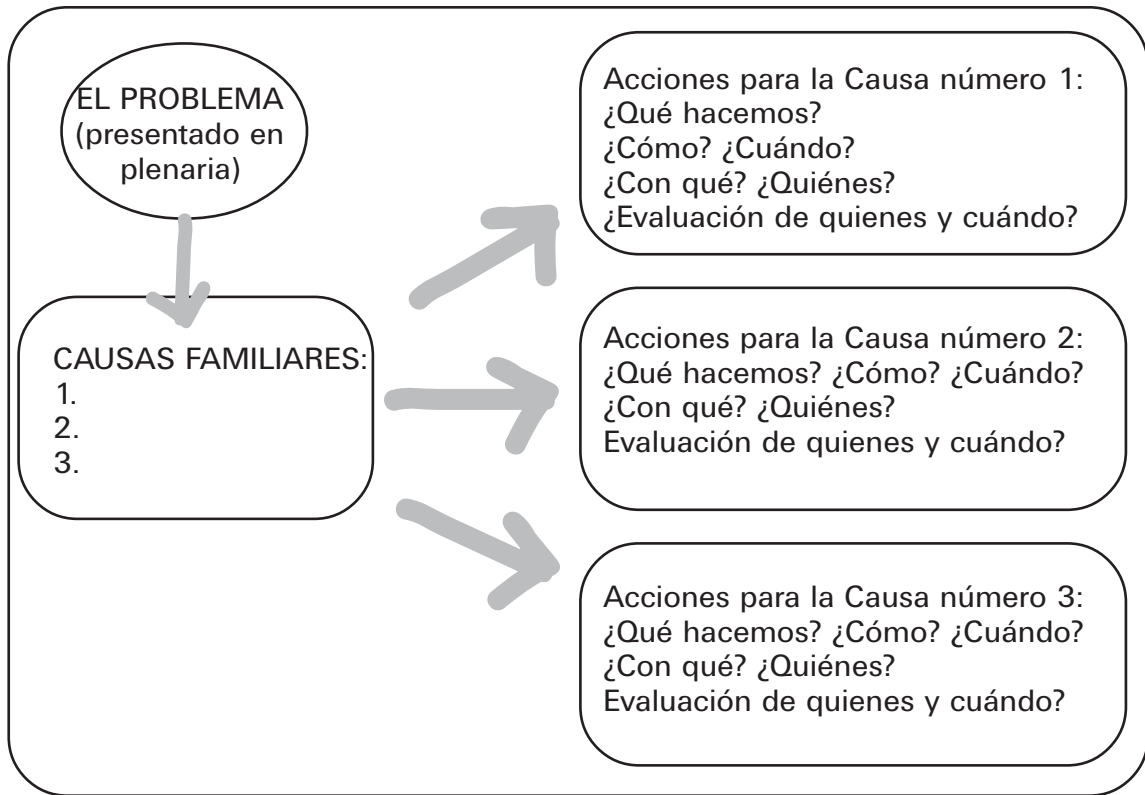 EL PROBLEMA
(presentado en
plenaria)
CAUSAS FAMILIARES:
1.
2.
3.
Acciones para la Causa número 1:
¿Qué hacemos?
¿Cómo? ¿Cuándo?
¿Con qué? ¿Quiénes?
¿Evaluación de quienes y cuándo?
Acciones para la Causa número 2:
¿Qué hacemos? ¿Cómo? ¿Cuándo?
¿Con qué? ¿Quiénes?
Evaluación de quienes y cuándo?
Acciones para la Causa número 3:
¿Qué hacemos? ¿Cómo? ¿Cuándo?
¿Con qué? ¿Quiénes?
Evaluación de quienes y cuándo?